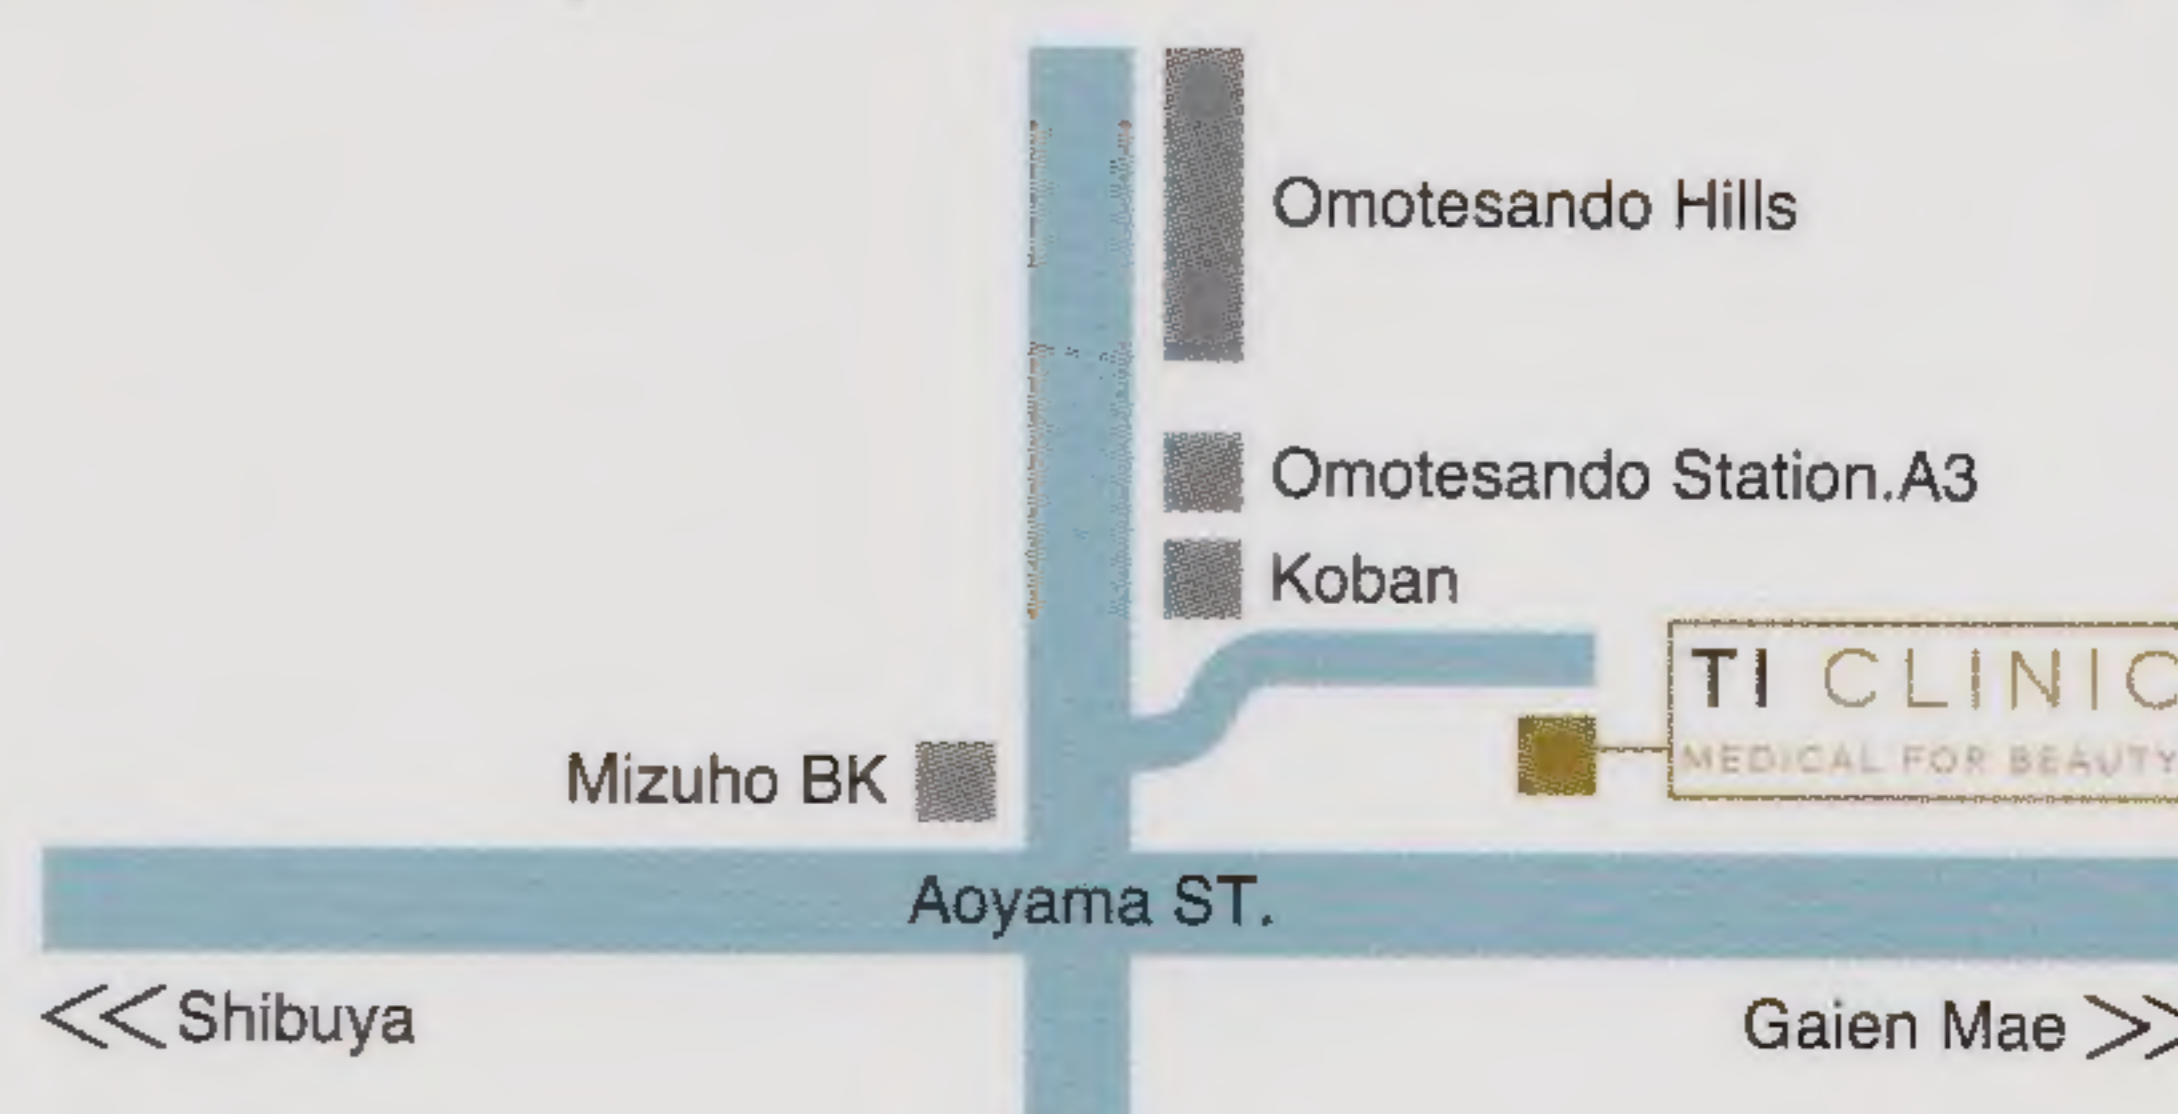 Omotesando Hills
Omotesando Station.A3
Koban
TI CLINIC
MEDICAL FOR BEAUTY
Mizuho BK
Aoyama ST.
<<Shibuya
Gaien Mae >>